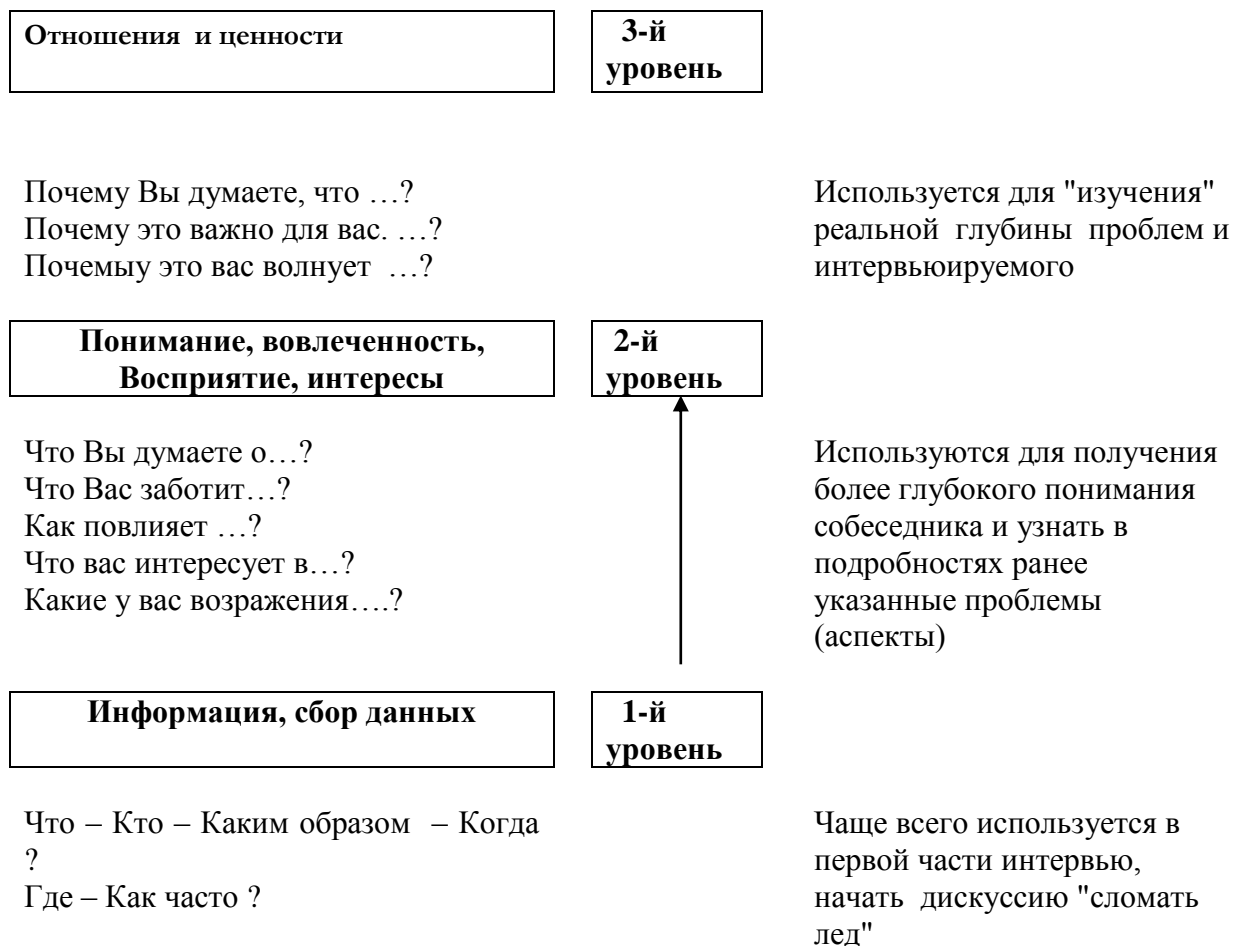 Отношения и ценности
3-й
уровень
Почему Вы думаете, что …?
Почему это важно для вас. …?
Почемыу это вас волнует …?
Используется для "изучения"
реальной глубины проблем и
интервьюируемого
Понимание, вовлеченность,
Восприятие, интересы
2-й
уровень
Что Вы думаете о…?
Что Вас заботит…?
Как повлияет …?
Что вас интересует в…?
Какие у вас возражения….?
Используются для получения
более глубокого понимания
собеседника и узнать в
подробностях ранее
указанные проблемы
(аспекты)
Информация, сбор данных
1-й
уровень
Что – Кто – Каким образом – Когда
?
Где – Как часто ?
Чаще всего используется в
первой части интервью,
начать дискуссию "сломать
лед"